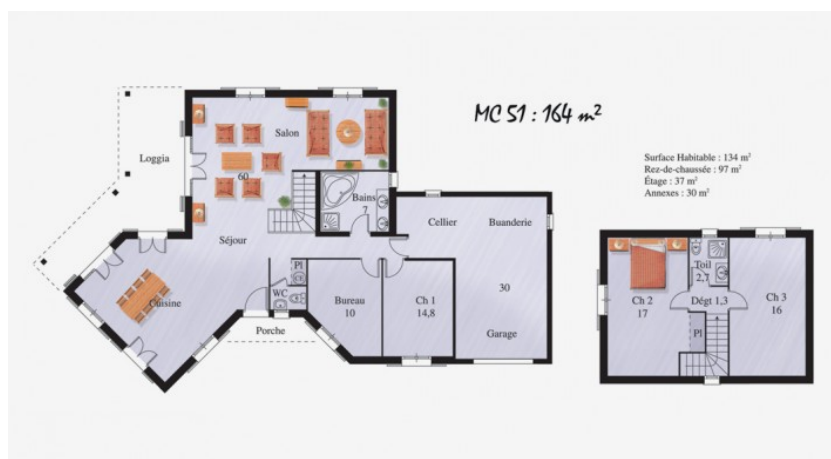 MC 51 : 164 m²
Surface Habitable : 134 m²
Rez-de-chaussée : 97 m²
Étage : 37 m²
Annexes : 30 m²
Salon
Loggia
60
Bains
7
Cellier
Buanderie
Séjour
Pl
WC
Cuisine
Bureau
10
Ch 1
14,8
30
Garage
Porche
Toil
2,7
Ch 2
17
Dégt 1,3
Ch 3
16
Pl